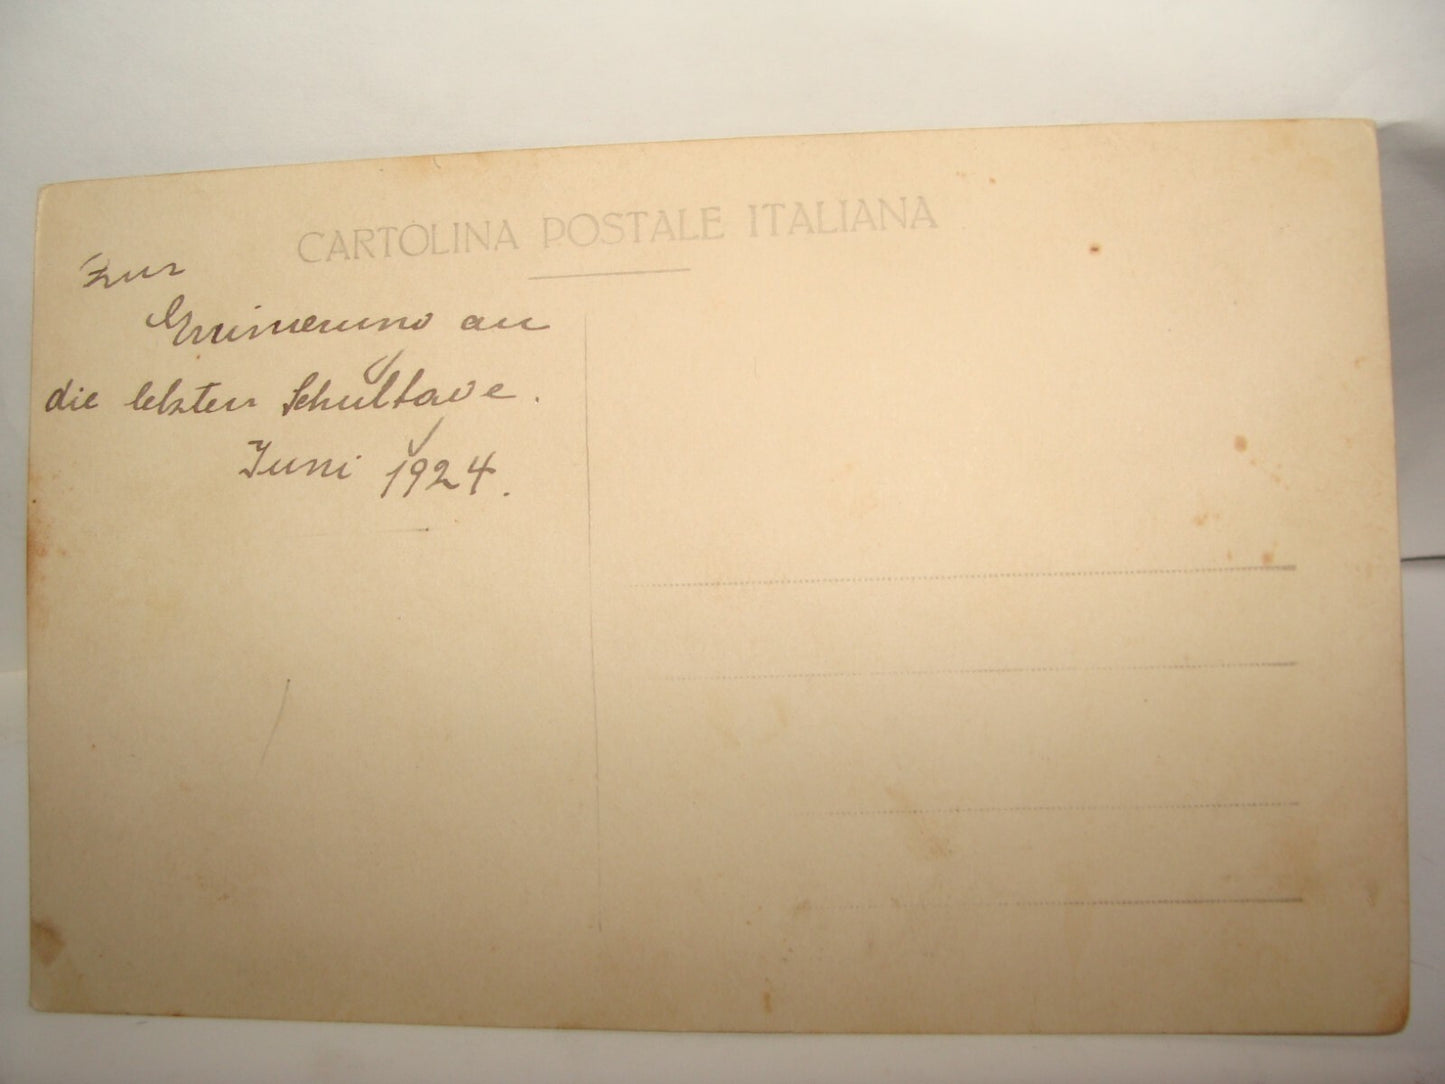 CARTOLINA POSTALE ITALIANA
Zur
Erinnerung an
die letzten Schultage.
Juni 1924.